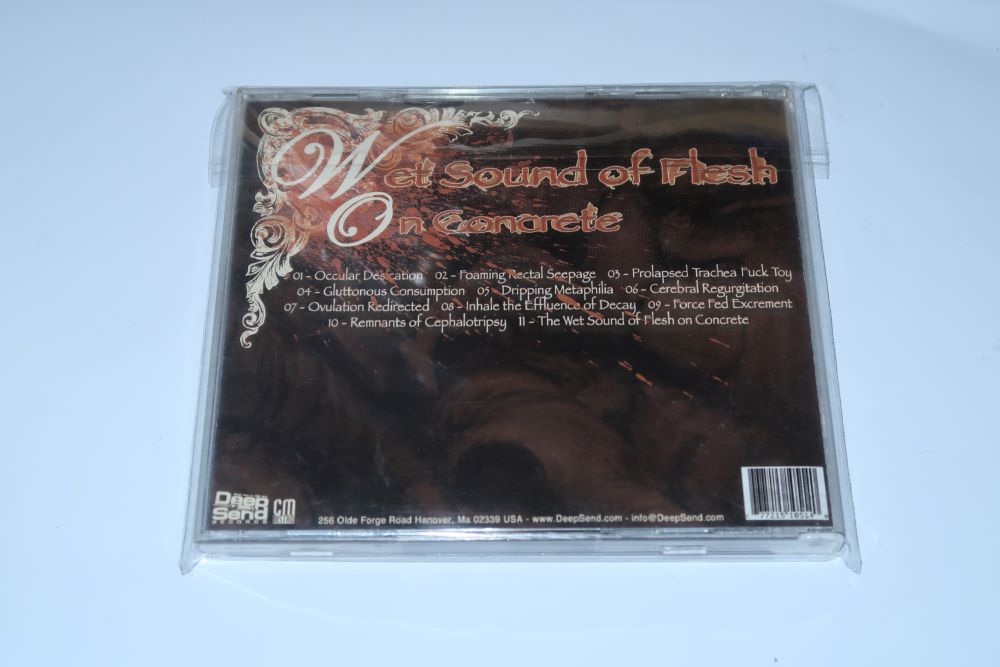 Wet Sound of Flesh
On Concrete
01 - Occular Desiccation 02 - Foaming Rectal Seepage 03 - Prolapsed Trachea Fuck Toy
04 - Gluttonous Consumption 05 - Dripping Metaphilia 06 - Cerebral Regurgitation
07 - Ovulation Redirected 08 - Inhale the Effluence of Decay 09 - Force Fed Excrement
10 - Remnants of Cephalotripsy 11 - The Wet Sound of Flesh on Concrete
Deep
Send
RECORDS
CM
256 Olde Forge Road Hanover, Ma 02339 USA - www.DeepSend.com - info@DeepSend.com